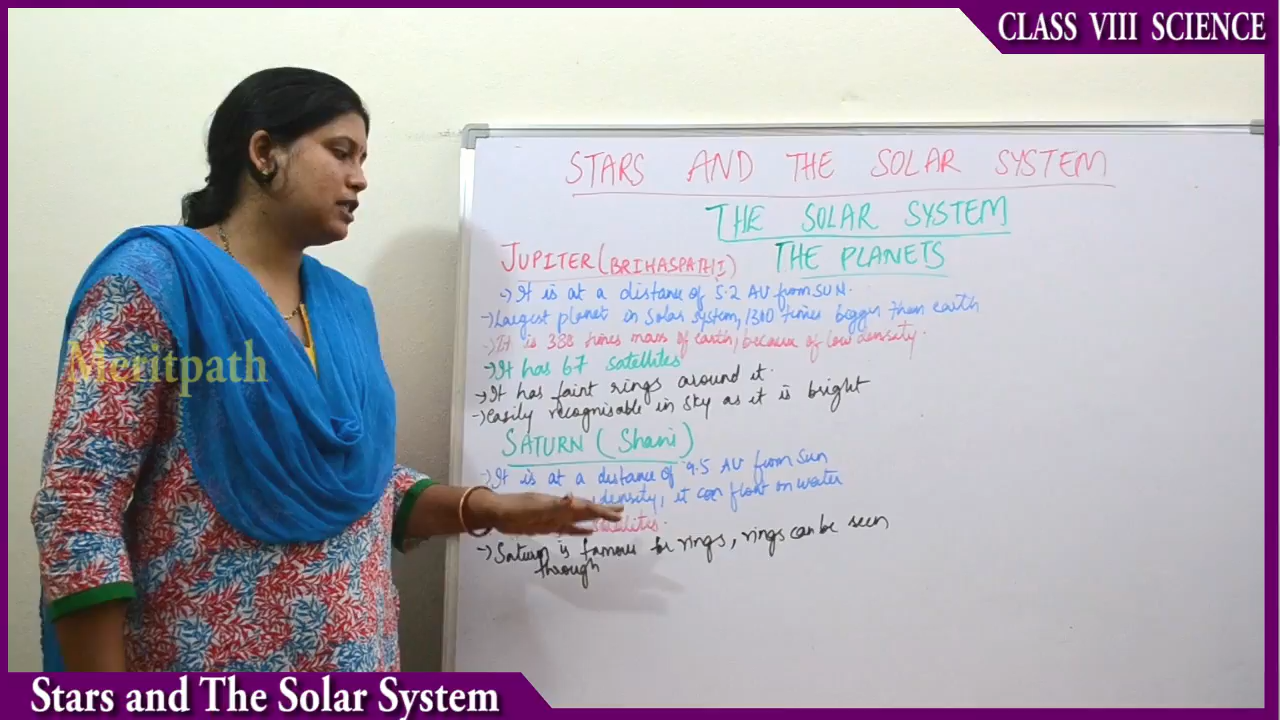 CLASS VIII SCIENCE
STARS AND THE SOLAR SYSTEM
THE SOLAR SYSTEM
JUPITER (BRIHASPATHI) THE PLANETS
→ It is at a distance of 5.2 AU from SUN.
→ Largest planet in Solar system, 1300 times bigger then earth
→ It is 388 times mass of earth, because of low density.
→ It has 67 satellites
→ It has faint rings around it.
→ easily recognisable in sky as it is bright
SATURN (Shani)
→ It is at a distance of 9.5 AU from Sun
density, it can float on water
satellites.
→ Saturn is famous for rings, rings can be seen
through
Meritpath
Stars and The Solar System